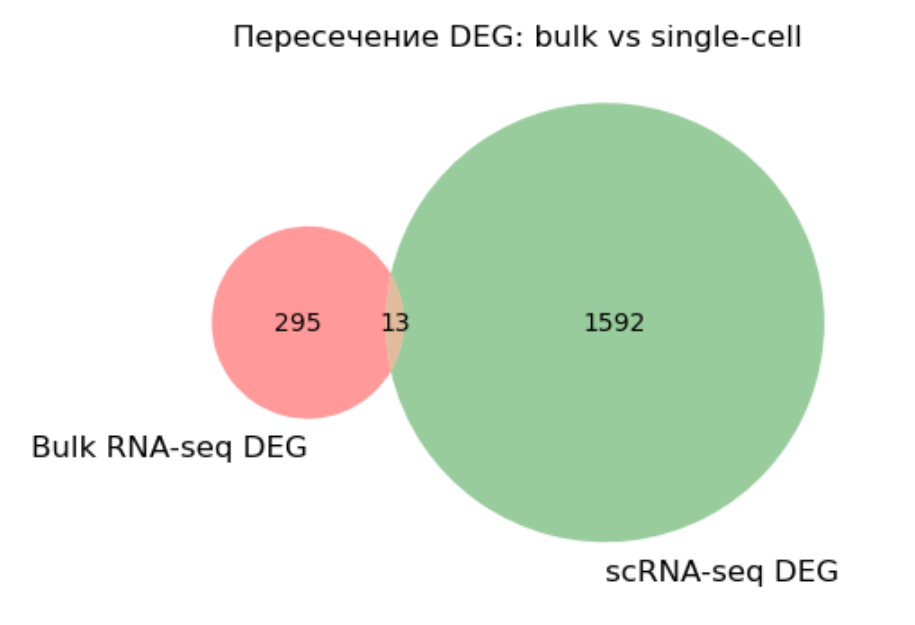 Пересечение DEG: bulk vs single-cell
295 13 1592
Bulk RNA-seq DEG
scRNA-seq DEG